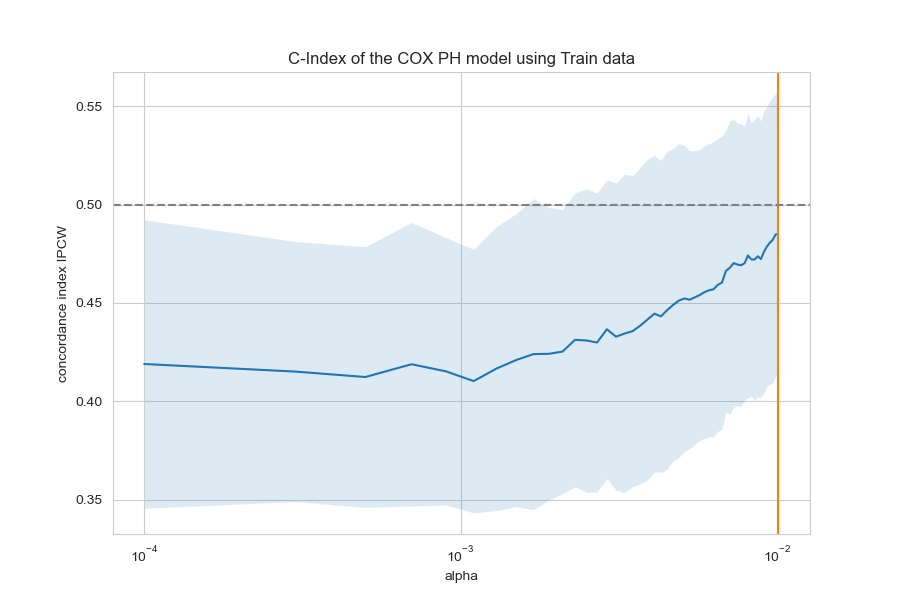 C-Index of the COX PH model using Train data
concordance index IPCW
0.55
0.50
0.45
0.40
0.35
10⁻⁴
10⁻³
10⁻²
alpha